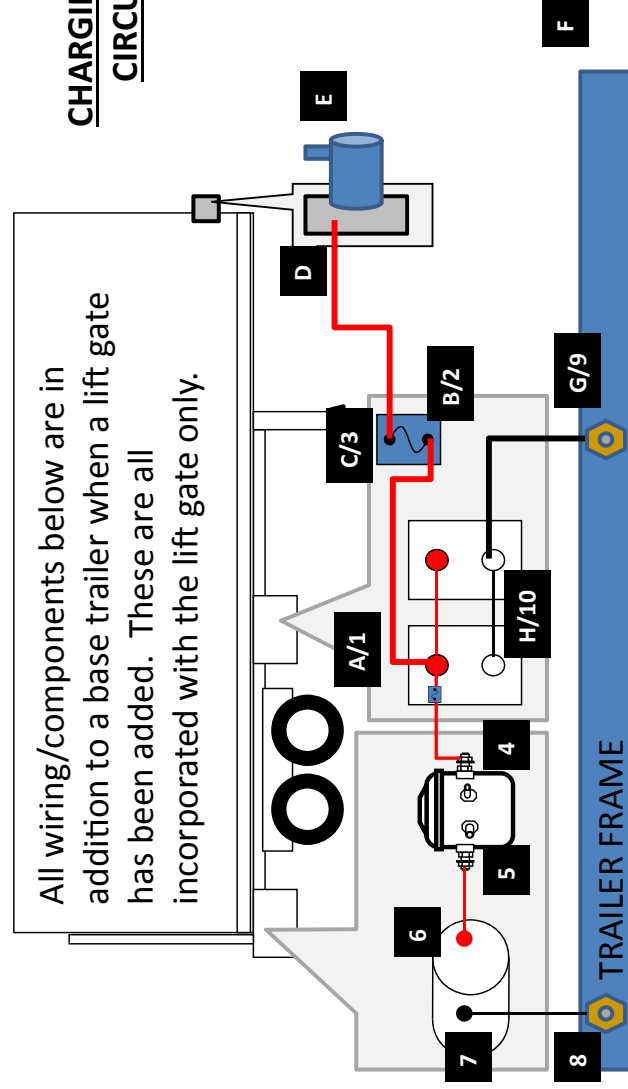 CHARGI
CIRCU
All wiring/components below are in
addition to a base trailer when a lift gate
has been added.  These are all
incorporated with the lift gate only.
E
D
C/3
B/2
A/1
H/10
G/9
F
4
5
6
7
8
TRAILER FRAME